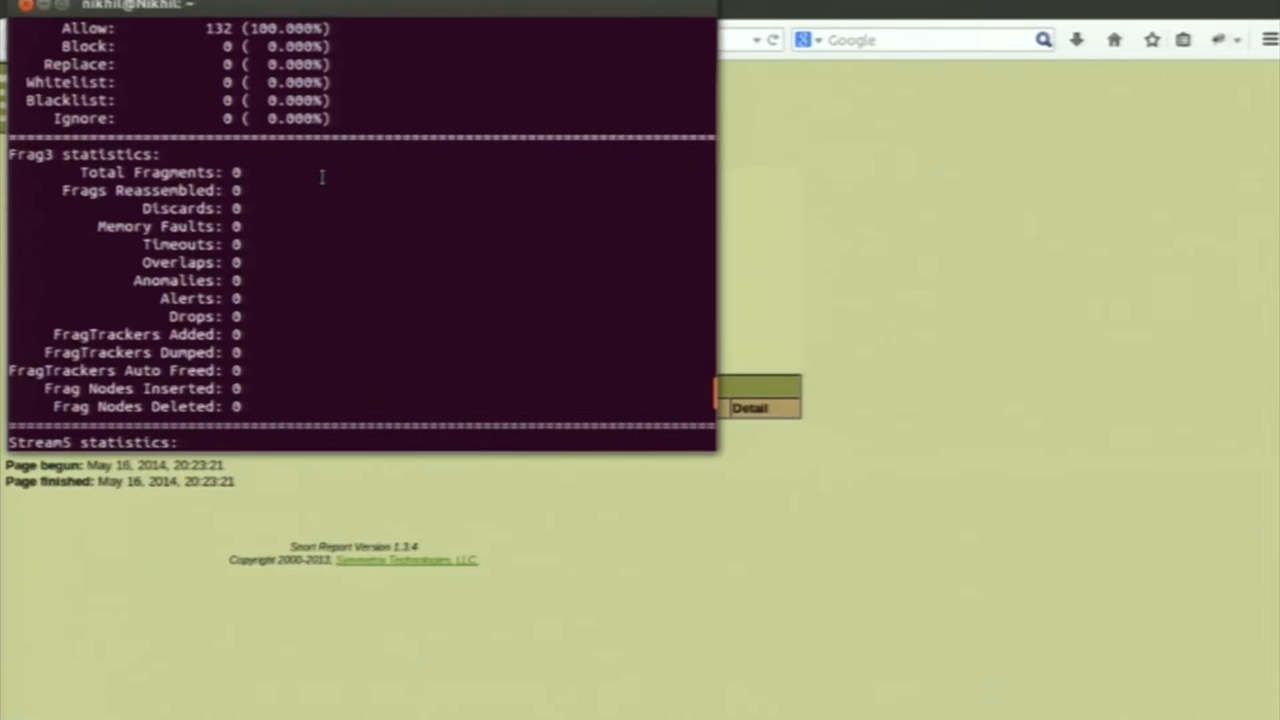 nikhil@Nikhil: ~
Allow: 132 (100.000%)
Block: 0 ( 0.000%)
Replace: 0 ( 0.000%)
Whitelist: 0 ( 0.000%)
Blacklist: 0 ( 0.000%)
Ignore: 0 ( 0.000%)
Google
Frag3 statistics:
Total Fragments: 0
Frags Reassembled: 0
Discards: 0
Memory Faults: 0
Timeouts: 0
Overlaps: 0
Anomalies: 0
Alerts: 0
Drops: 0
FragTrackers Added: 0
FragTrackers Dumped: 0
FragTrackers Auto Freed: 0
Frag Nodes Inserted: 0
Frag Nodes Deleted: 0
Detail
Stream5 statistics:
Page begun: May 16, 2014, 20:23:21
Page finished: May 16, 2014, 20:23:21
Snort Report Version 1.3.4
Copyright 2000-2013, Symmetrix Technologies, LLC.